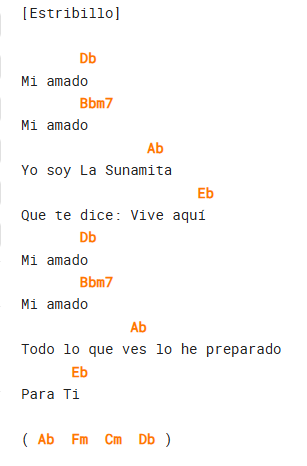 [Estribillo]
Db
Mi amado
Bbm7
Mi amado
Ab
Yo soy La Sunamita
Eb
Que te dice: Vive aquí
Db
Mi amado
Bbm7
Mi amado
Ab
Todo lo que ves lo he preparado
Eb
Para Ti
( Ab Fm Cm Db )